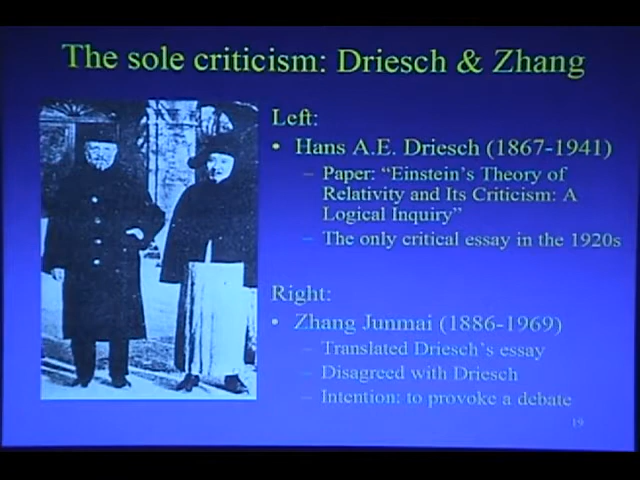 The sole criticism: Driesch & Zhang
Left:
• Hans A.E. Driesch (1867-1941)
– Paper: “Einstein’s Theory of
Relativity and Its Criticism: A
Logical Inquiry”
– The only critical essay in the 1920s
Right:
• Zhang Junmai (1886-1969)
– Translated Driesch’s essay
– Disagreed with Driesch
– Intention: to provoke a debate
19